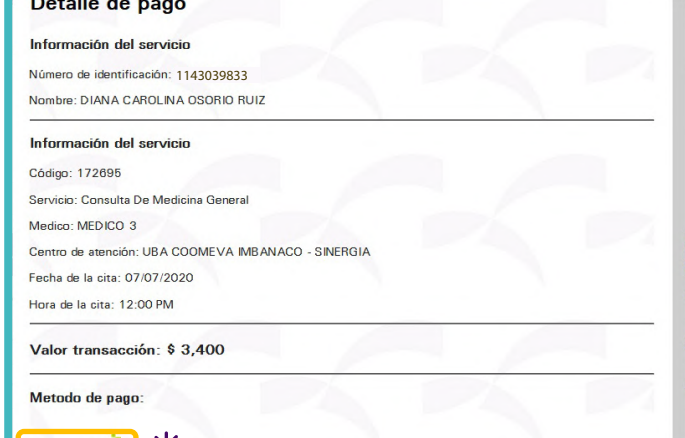 Detalle de pago
Información del servicio
Número de identificación: 1143039833
Nombre: DIANA CAROLINA OSORIO RUIZ
Información del servicio
Código: 172695
Servicio: Consulta De Medicina General
Medico: MEDICO 3
Centro de atención: UBA COOMEVA IMBANACO - SINERGIA
Fecha de la cita: 07/07/2020
Hora de la cita: 12:00 PM
Valor transacción: $ 3,400
Metodo de pago: